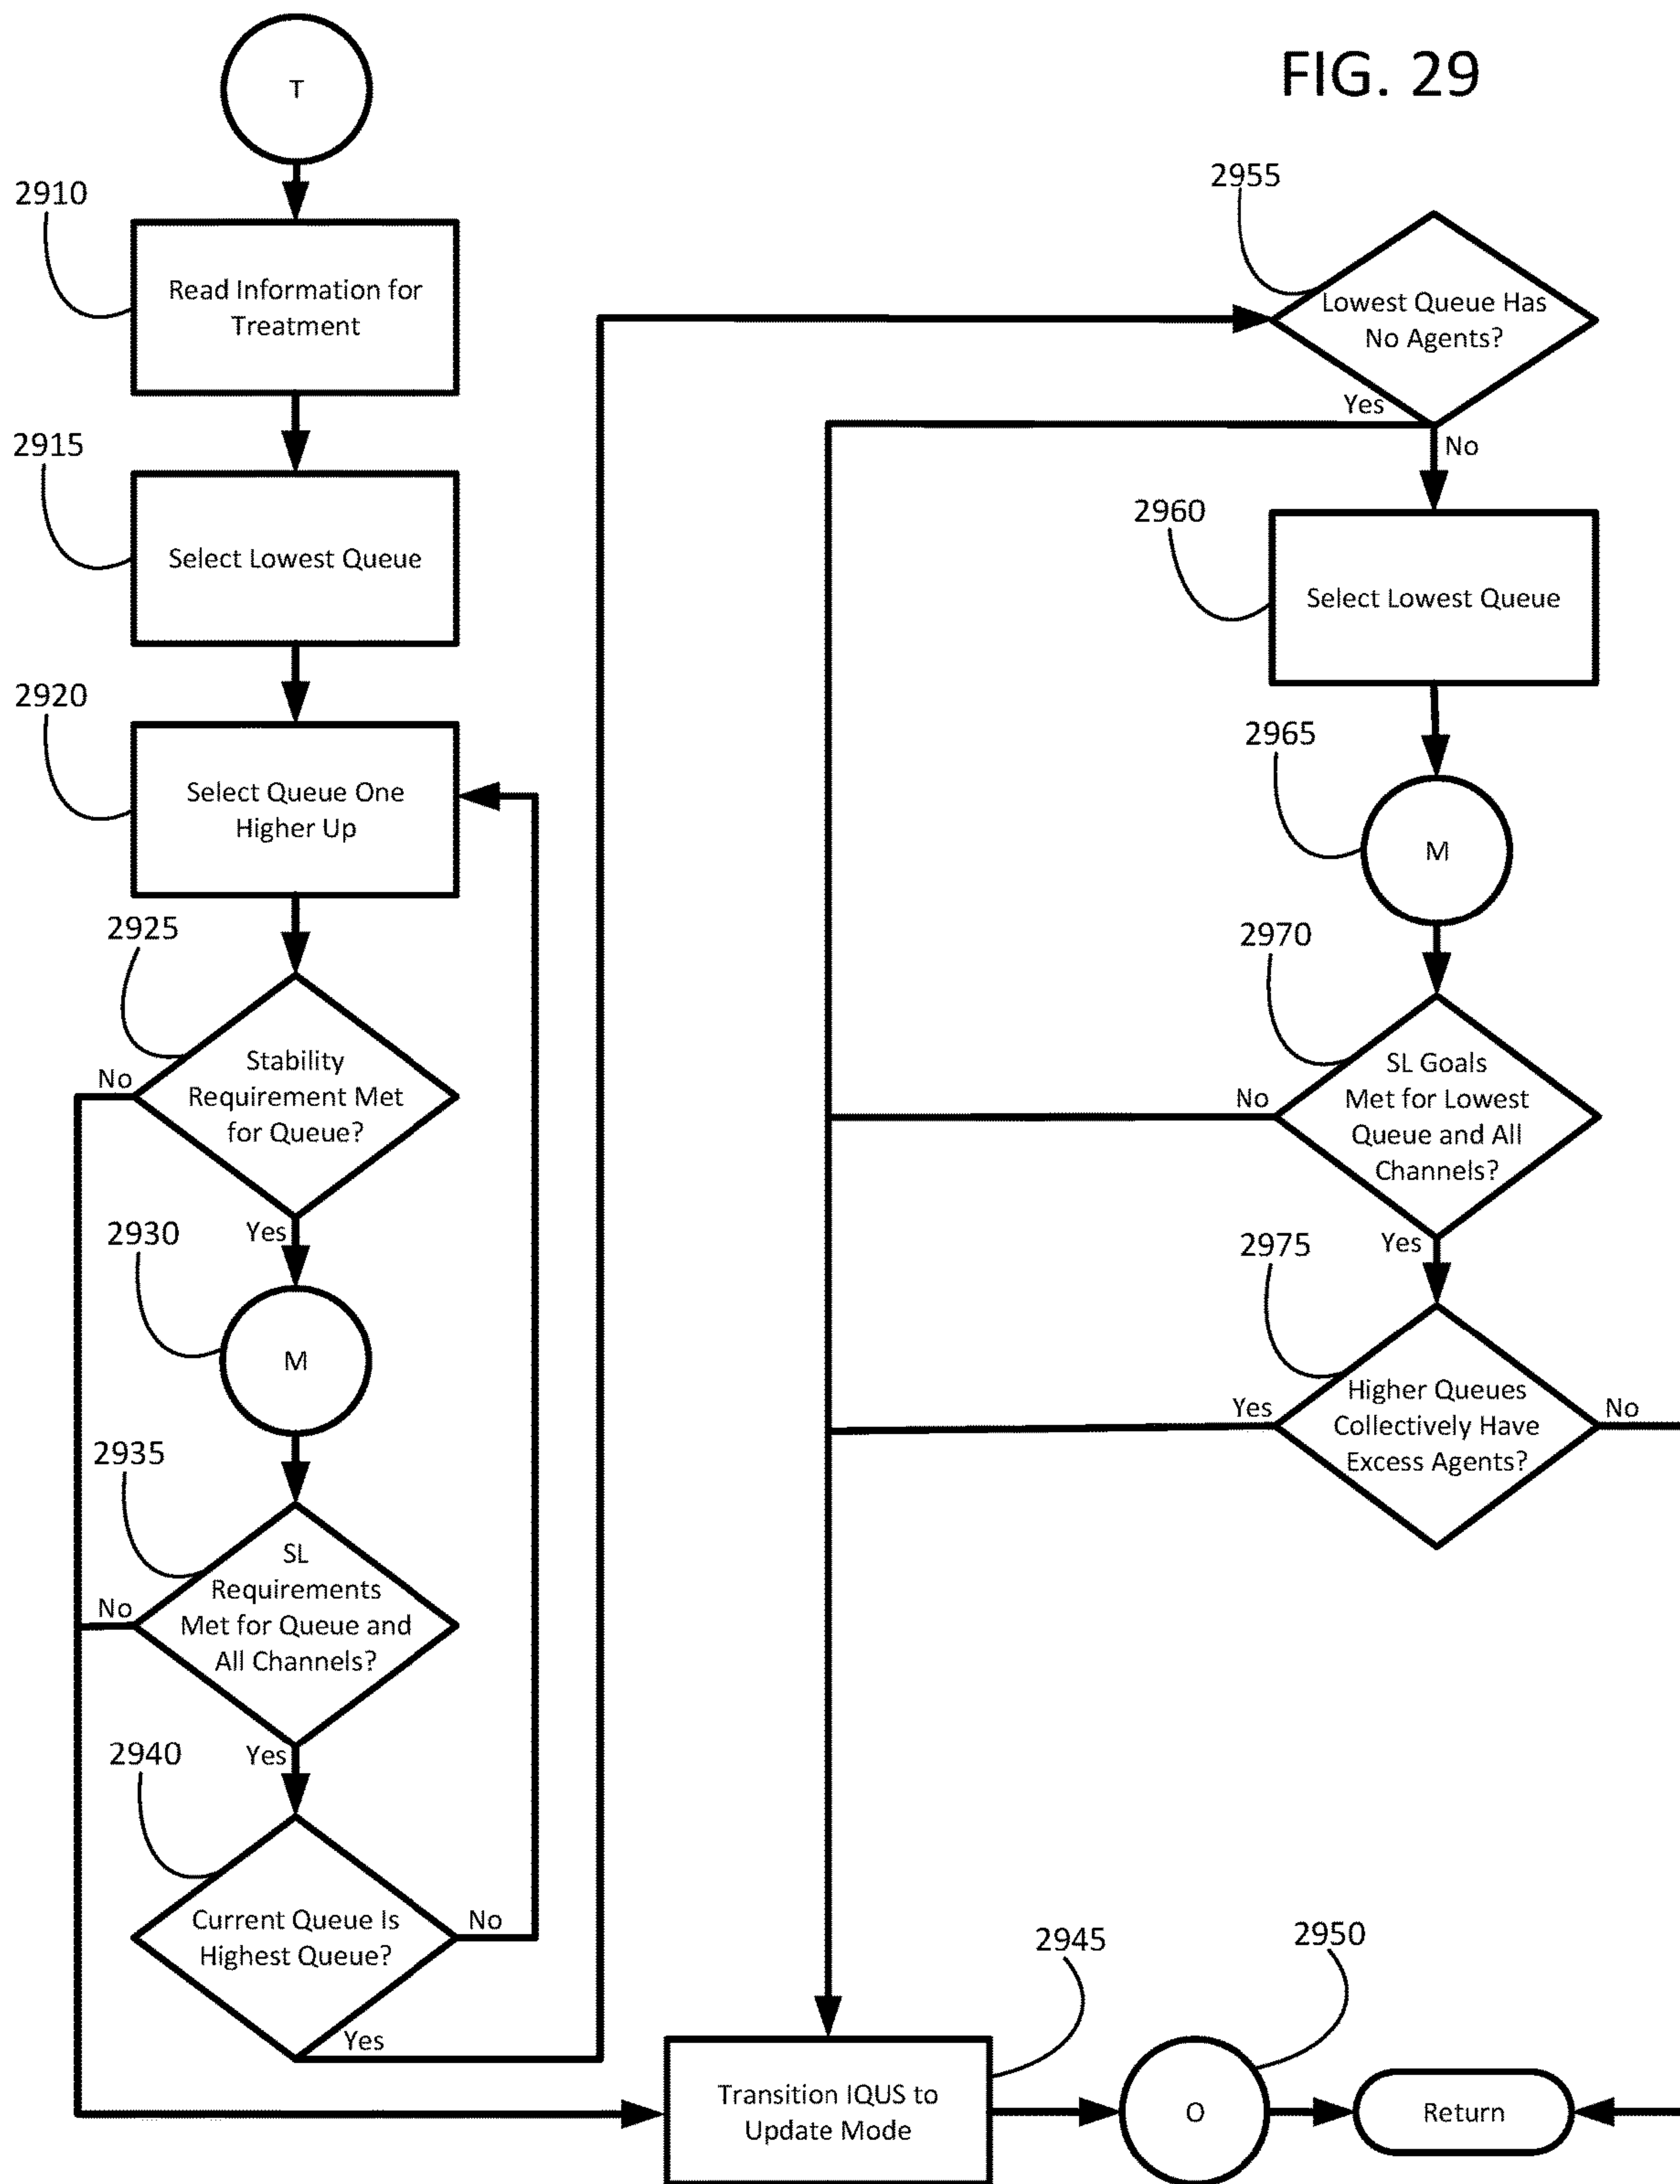 FIG. 29
T
2910
Read Information for
Treatment
2915
Select Lowest Queue
2920
Select Queue One
Higher Up
2925
Stability
Requirement Met
for Queue?
No
Yes
2930
M
2935
SL
Requirements
Met for Queue and
All Channels?
No
Yes
2940
Current Queue Is
Highest Queue?
No
Yes
2955
Lowest Queue Has
No Agents?
Yes
No
2960
Select Lowest Queue
2965
M
2970
SL Goals
Met for Lowest
Queue and All
Channels?
No
Yes
2975
Higher Queues
Collectively Have
Excess Agents?
Yes
No
2945
Transition IQUS to
Update Mode
2950
O
Return